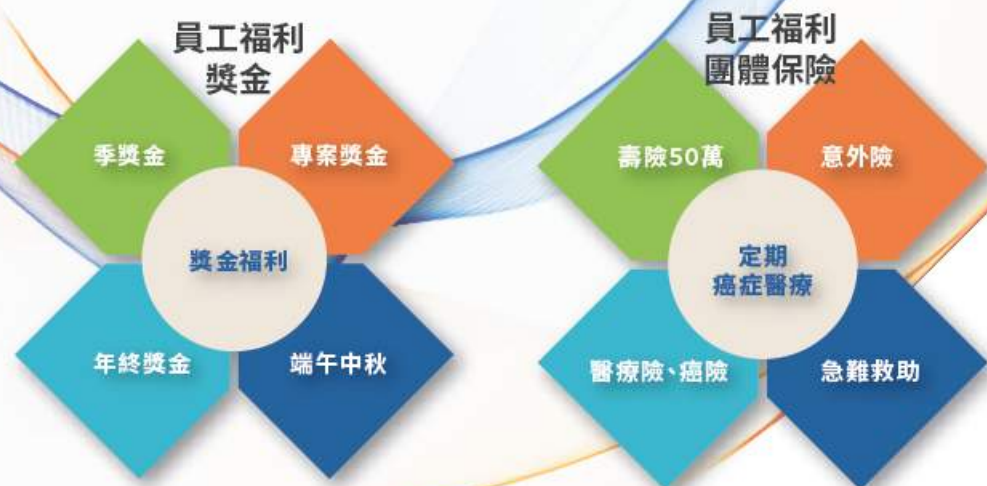 員工福利
獎金
季獎金
專案獎金
獎金福利
年終獎金
端午中秋
員工福利
團體保險
壽險50萬
意外險
定期
癌症醫療
醫療險、癌險
急難救助